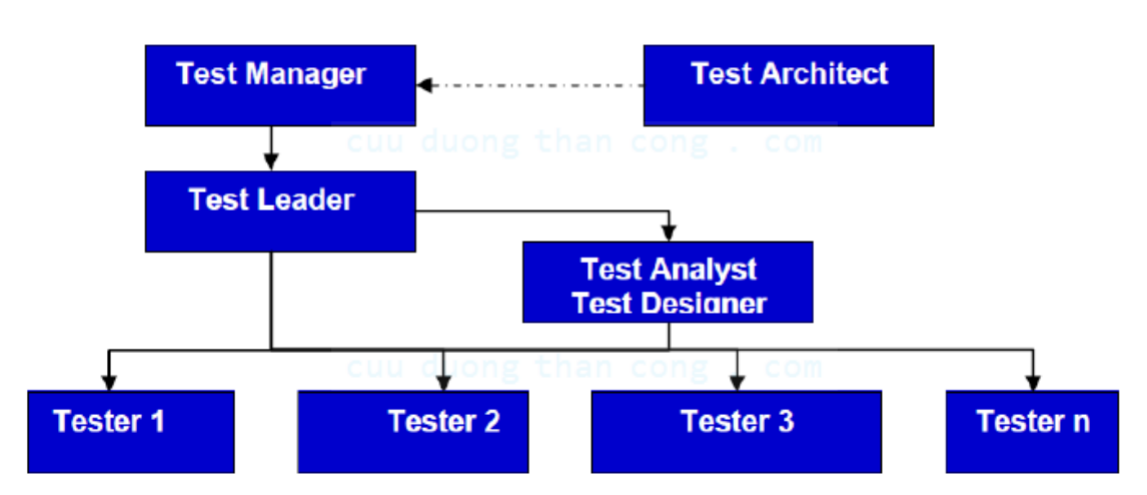 Test Manager
Test Architect
cuu duong than cong . com
Test Leader
Test Analyst
Test Designer
cuu duong than cong . com
Tester 1
Tester 2
Tester 3
Tester n